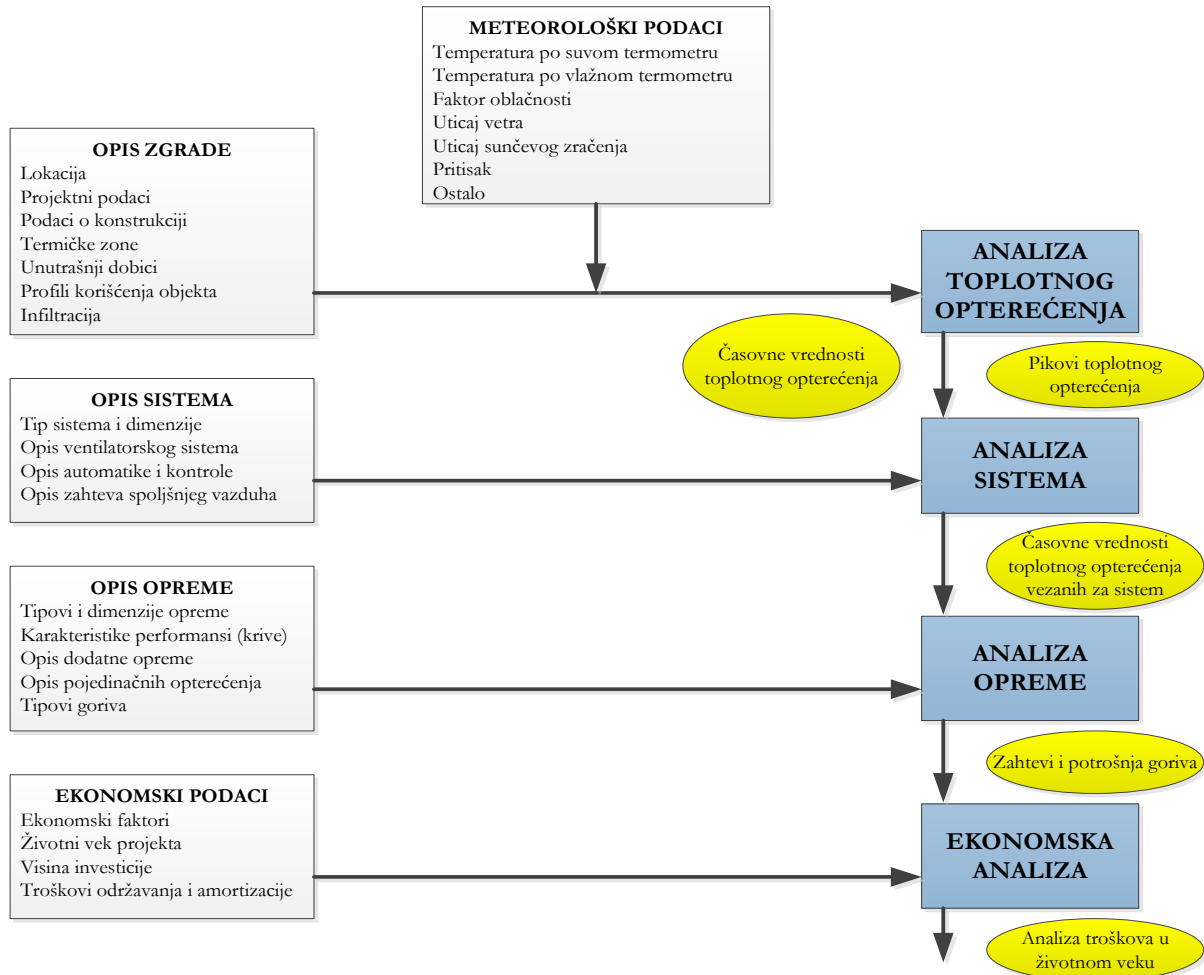 METEOROLOŠKI PODACI
Temperatura po suvom termometru
Temperatura po vlažnom termometru
Faktor oblačnosti
Uticaj vetra
Uticaj sunčevog zračenja
Pritisak
Ostalo
OPIS ZGRADE
Lokacija
Projektni podaci
Podaci o konstrukciji
Termičke zone
Unutrašnji dobici
Profili korišćenja objekta
Infiltracija
ANALIZA
TOPLOTNOG
OPTEREĆENJA
Časovne vrednosti
toplotnog opterećenja
Pikovi toplotnog
opterećenja
OPIS SISTEMA
Tip sistema i dimenzije
Opis ventilatorskog sistema
Opis automatike i kontrole
Opis zahteva spoljšnjeg vazduha
ANALIZA
SISTEMA
Časovne vrednosti
toplotnog opterećenja
vezanih za sistem
OPIS OPREME
Tipovi i dimenzije opreme
Karakteristike performansi (krive)
Opis dodatne opreme
Opis pojedinačnih opterećenja
Tipovi goriva
ANALIZA
OPREME
Zahtevi i potrošnja goriva
EKONOMSKI PODACI
Ekonomski faktori
Životni vek projekta
Visina investicije
Troškovi održavanja i amortizacije
EKONOMSKA
ANALIZA
Analiza troškova u
životnom veku